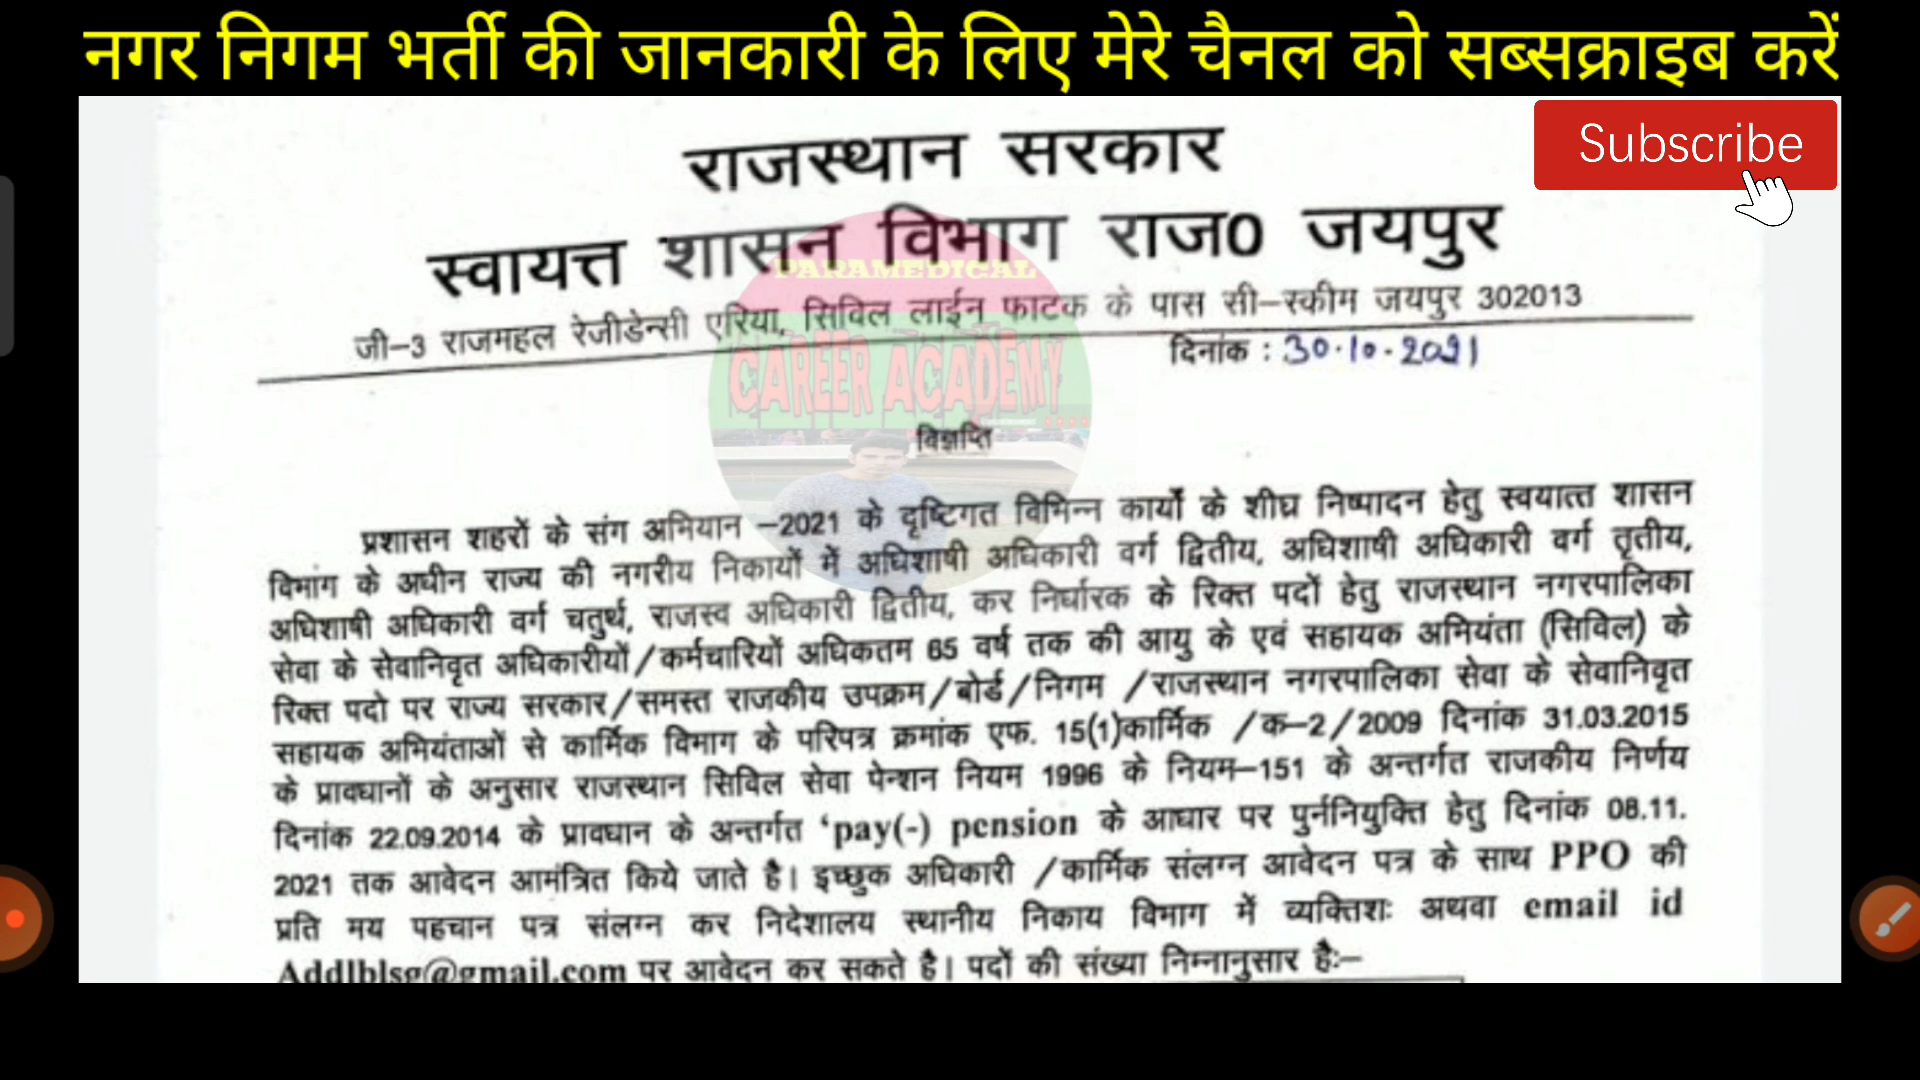 नगर निगम भर्ती की जानकारी के लिए मेरे चैनल को सब्सक्राइब करें
Subscribe
राजस्थान सरकार
स्वायत्त शासन विभाग राज0 जयपुर
जी–3 राजमहल रेजीडेन्सी एरिया, सिविल लाईन फाटक के पास सी–स्कीम जयपुर 302013
दिनांक : 30.10.2021
PARAMEDICAL
CAREER ACADEMY
विज्ञप्ति
प्रशासन शहरों के संग अभियान –2021 के दृष्टिगत विभिन्न कार्यों के शीघ्र निष्पादन हेतु स्वयात्त शासन
विभांग के अधीन राज्य की नगरीय निकायों में अधिशाषी अधिकारी वर्ग द्वितीय, अधिशाषी अधिकारी वर्ग तृतीय,
अधिशाषी अधिकारी वर्ग चतुर्थ, राजस्व अधिकारी द्वितीय, कर निर्धारक के रिक्त पदों हेतु राजस्थान नगरपालिका
सेवा के सेवानिवृत अधिकारीयों/कर्मचारियों अधिकतम 65 वर्ष तक की आयु के एवं सहायक अभियंता (सिविल) के
रिक्त पदो पर राज्य सरकार/समस्त राजकीय उपक्रम/बोर्ड/निगम /राजस्थान नगरपालिका सेवा के सेवानिवृत
सहायक अभियंताओं से कार्मिक विभाग के परिपत्र क्रमांक एफ. 15(1)कार्मिक /क–2/2009 दिनांक 31.03.2015
के प्रावधानों के अनुसार राजस्थान सिविल सेवा पेन्शन नियम 1996 के नियम–151 के अन्तर्गत राजकीय निर्णय
दिनांक 22.09.2014 के प्रावधान के अन्तर्गत 'pay(-) pension के आधार पर पुर्ननियुक्ति हेतु दिनांक 08.11.
2021 तक आवेदन आमंत्रित किये जाते है। इच्छुक अधिकारी /कार्मिक संलग्न आवेदन पत्र के साथ PPO की
प्रति मय पहचान पत्र संलग्न कर निदेशालय स्थानीय निकाय विभाग में व्यक्तिशः अथवा email id
Addlblsg@gmail.com पर आवेदन कर सकते है। पदों की संख्या निम्नानुसार है:–